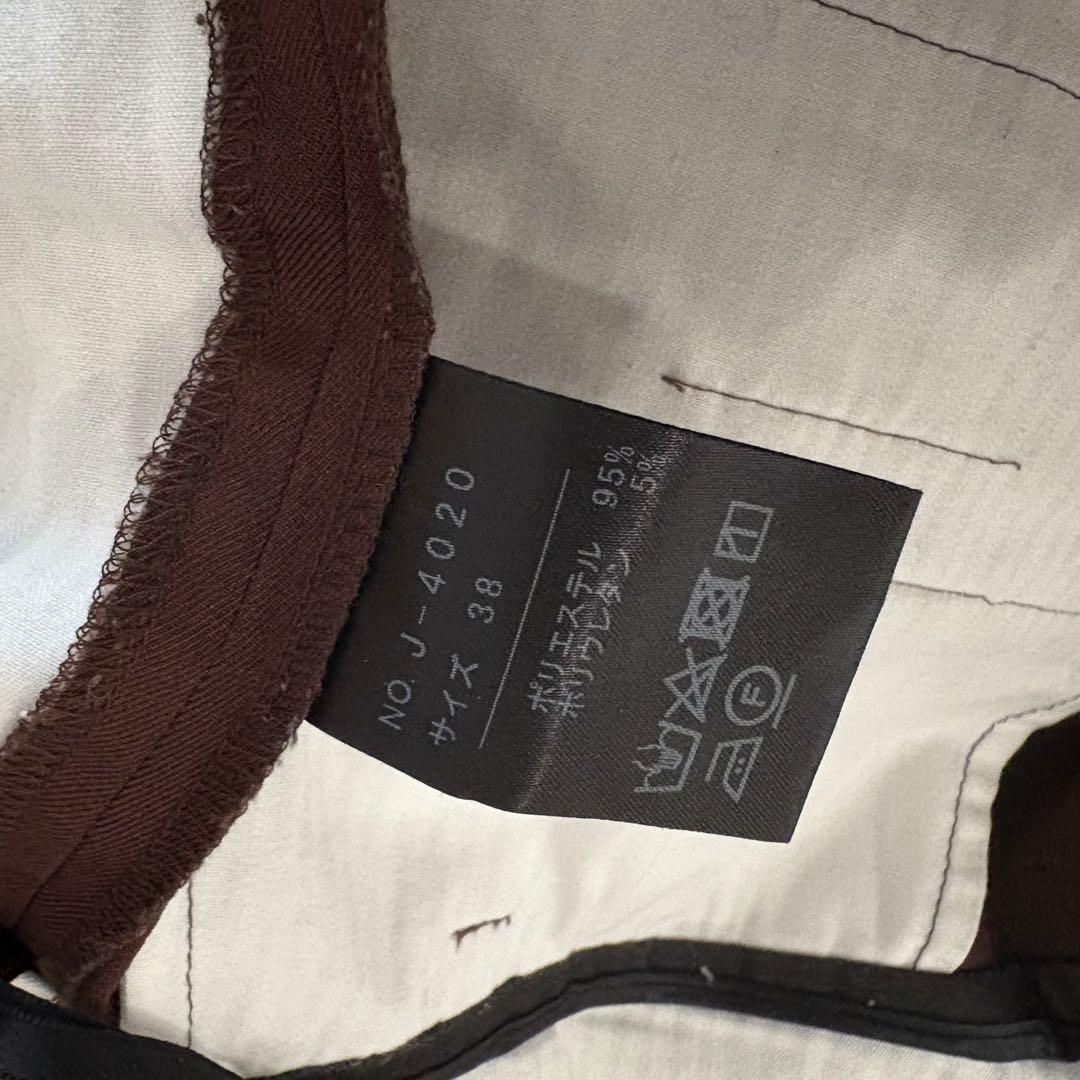 NO. J-4020
サイズ 38
ポリエステル 95%
ポリウレタン 5%
F